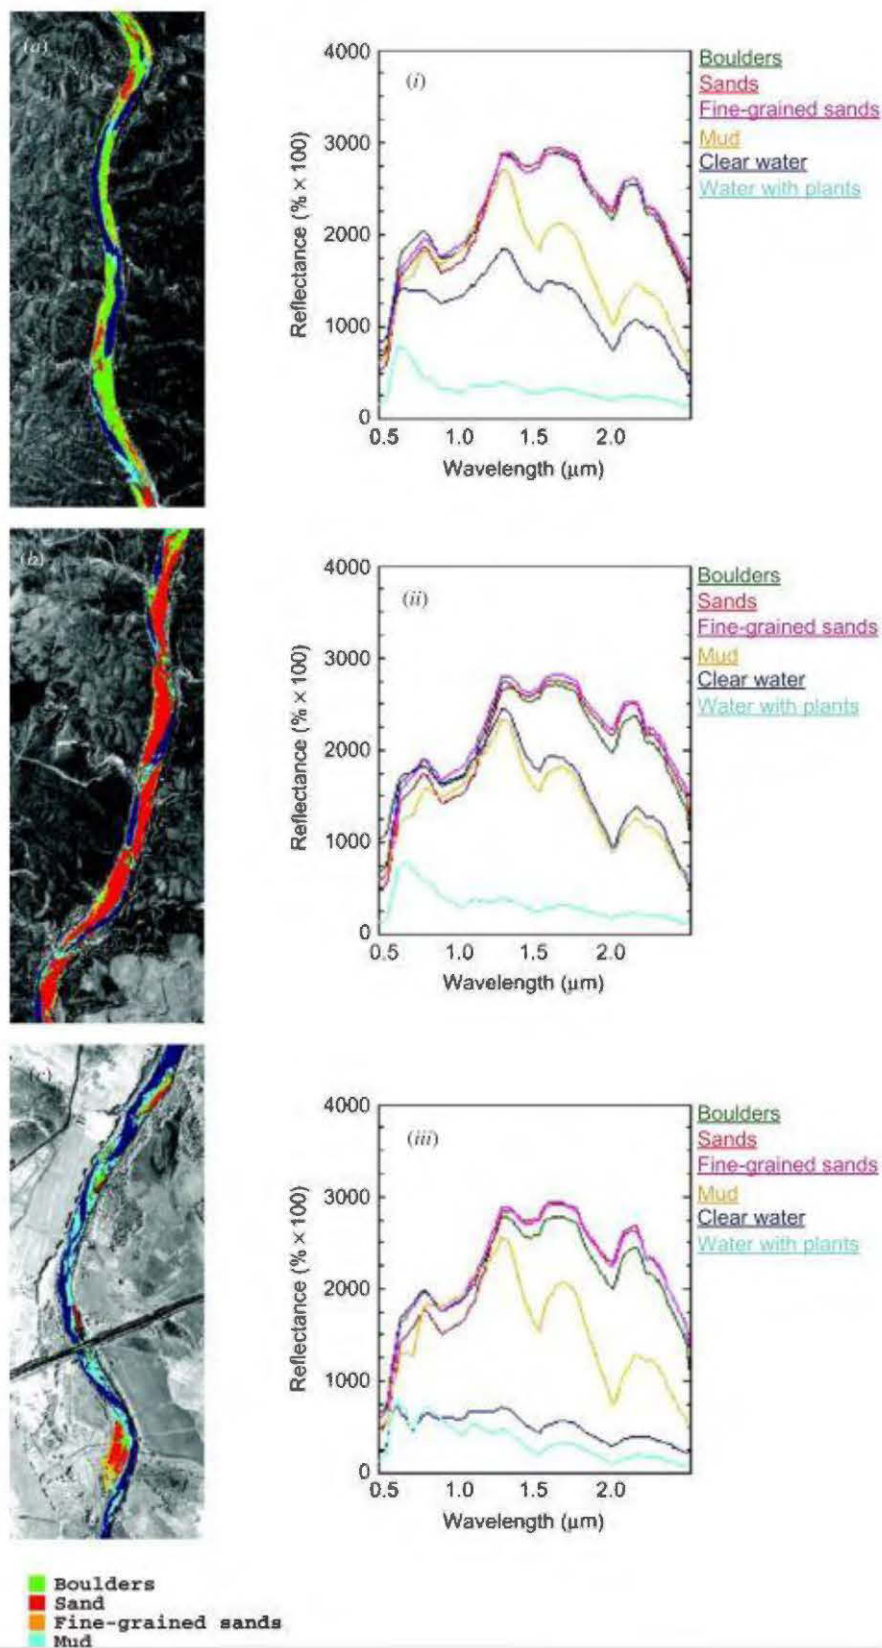 (a)
(i)
4000
3000
2000
1000
0
Reflectance (% × 100)
0.5 1.0 1.5 2.0
Wavelength (μm)
Boulders
Sands
Fine-grained sands
Mud
Clear water
Water with plants
(b)
(ii)
4000
3000
2000
1000
0
Reflectance (% × 100)
0.5 1.0 1.5 2.0
Wavelength (μm)
Boulders
Sands
Fine-grained sands
Mud
Clear water
Water with plants
(c)
(iii)
4000
3000
2000
1000
0
Reflectance (% × 100)
0.5 1.0 1.5 2.0
Wavelength (μm)
Boulders
Sands
Fine-grained sands
Mud
Clear water
Water with plants
Boulders
Sand
Fine-grained sands
Mud